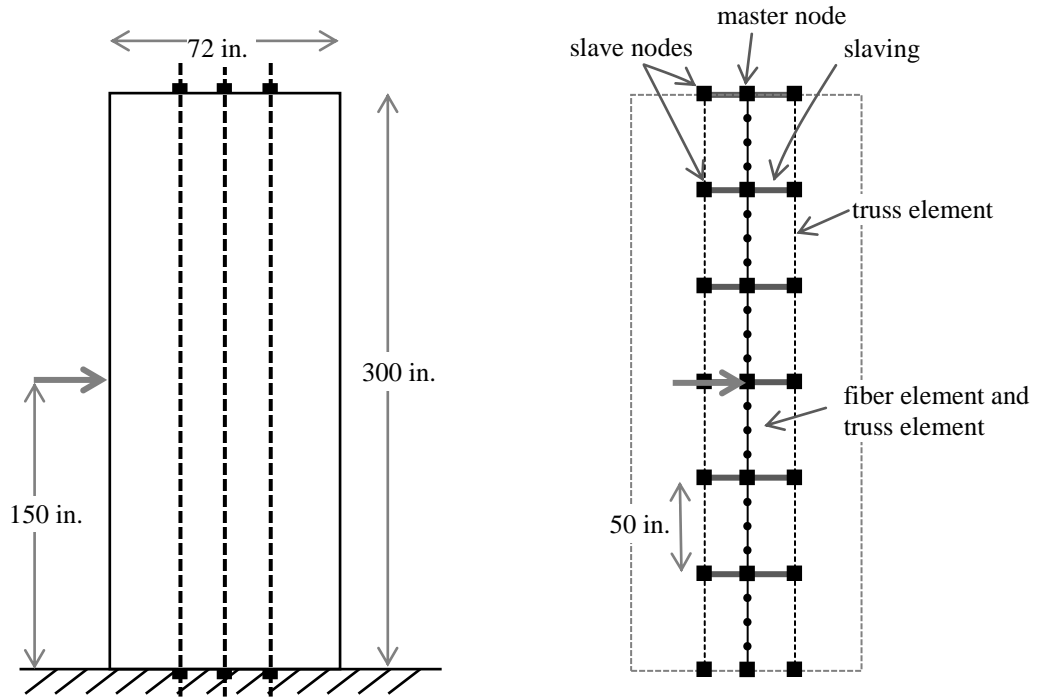 72 in.
300 in.
150 in.
master node
slave nodes
slaving
truss element
fiber element and
truss element
50 in.